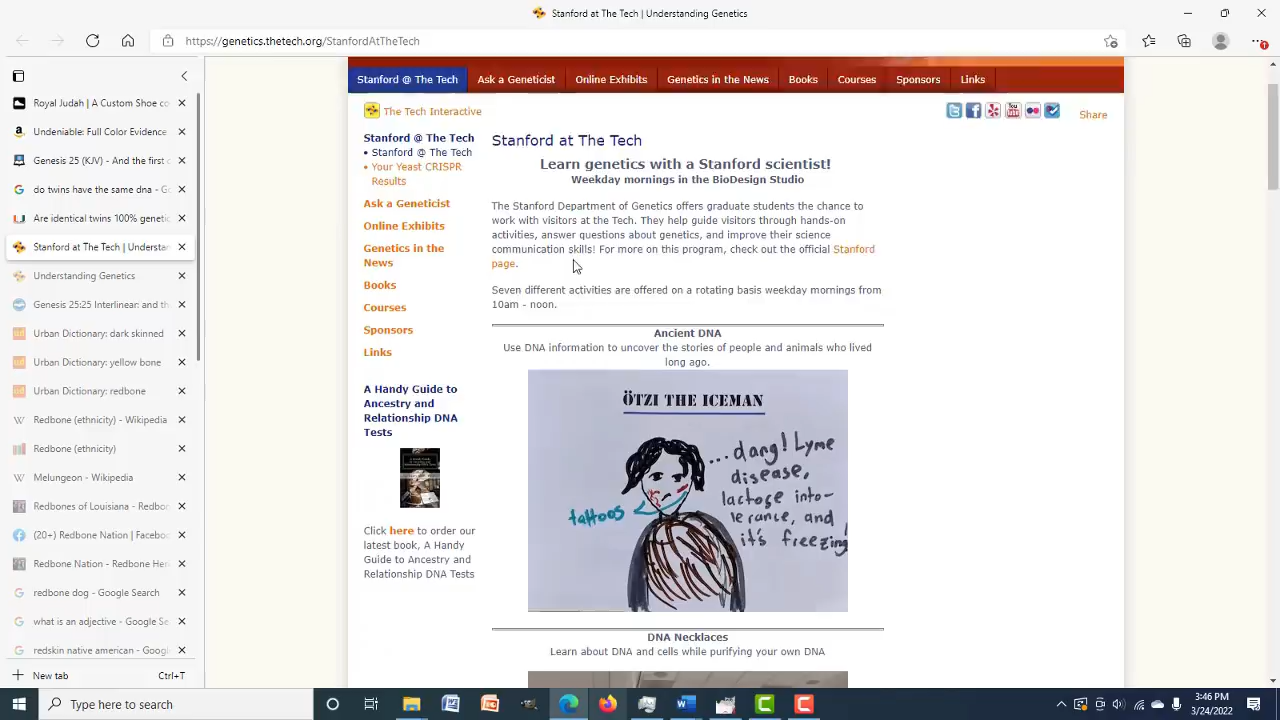 https://genetics.thetech.org/StanfordAtTheTech
Royal Judah | A Custom Shoe co
Undeniable: Full Color Evidence
Genesis 25 (KJV) - And the first c
do twins have the same dna - G
Are identical twins 100% genetic
Stanford at The Tech | Understan
Understanding Genetics
Genesis 25:25 Interlinear: and th
Urban Dictionary: dark skinned
Urban Dictionary: yellow bone
Urban Dictionary: redbone
Redbone (ethnicity) - Wikipedia
Redbone (ethnicity)
Melungeon - Wikipedia
Redbones of Louisiana - Redbo
(20+) Redbone Nation | Faceboo
Redbone Nation - Redbone Her
redbone dog - Google Search
what is an adjective - Google Se
redskin native american - Googl
New tab
Ctrl+T
Stanford @ The Tech
Ask a Geneticist
Online Exhibits
Genetics in the News
Books
Courses
Sponsors
Links
The Tech Interactive
You
Tube
Share
Stanford @ The Tech
• Stanford @ The Tech
• Your Yeast CRISPR
Results
Ask a Geneticist
Online Exhibits
Genetics in the
News
Books
Courses
Sponsors
Links
A Handy Guide to
Ancestry and
Relationship DNA
Tests
Click here to order our
latest book, A Handy
Guide to Ancestry and
Relationship DNA Tests
Stanford at The Tech
Learn genetics with a Stanford scientist!
Weekday mornings in the BioDesign Studio
The Stanford Department of Genetics offers graduate students the chance to
work with visitors at the Tech. They help guide visitors through hands-on
activities, answer questions about genetics, and improve their science
communication skills! For more on this program, check out the official Stanford
page.
Seven different activities are offered on a rotating basis weekday mornings from
10am - noon.
Ancient DNA
Use DNA information to uncover the stories of people and animals who lived
long ago.
ÖTZI THE ICEMAN
...dang! Lyme
disease,
lactose into-
lerance, and
it's freezing!
tattoos
DNA Necklaces
Learn about DNA and cells while purifying your own DNA
Type here to search
3:46 PM
3/24/2022